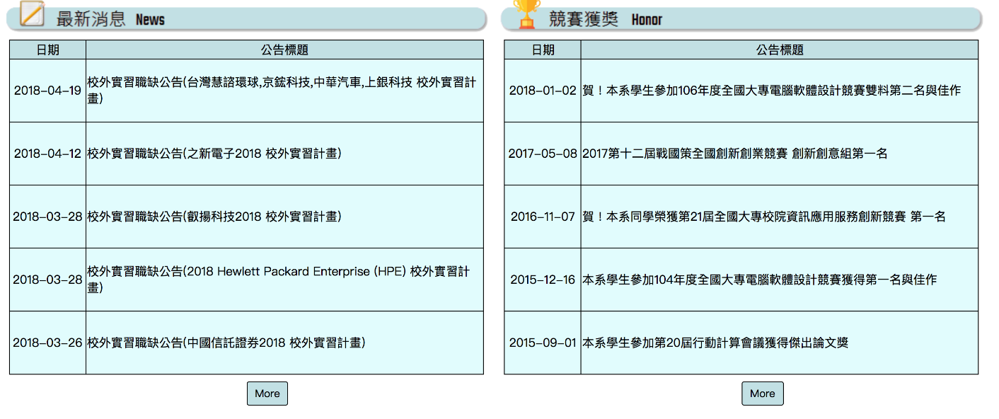 最新消息 News
日期 公告標題
2018-04-19 校外實習職缺公告(台灣慧諮環球,京鋐科技,中華汽車,上銀科技 校外實習計
畫)
2018-04-12 校外實習職缺公告(之新電子2018 校外實習計畫)
2018-03-28 校外實習職缺公告(叡揚科技2018 校外實習計畫)
2018-03-28 校外實習職缺公告(2018 Hewlett Packard Enterprise (HPE) 校外實習計
畫)
2018-03-26 校外實習職缺公告(中國信託證券2018 校外實習計畫)
More
競賽獲獎 Honor
日期 公告標題
2018-01-02 賀！本系學生參加106年度全國大專電腦軟體設計競賽雙料第二名與佳作
2017-05-08 2017第十二屆戰國策全國創新創業競賽 創新創意組第一名
2016-11-07 賀！本系同學榮獲第21屆全國大專校院資訊應用服務創新競賽 第一名
2015-12-16 本系學生參加104年度全國大專電腦軟體設計競賽獲得第一名與佳作
2015-09-01 本系學生參加第20屆行動計算會議獲得傑出論文獎
More